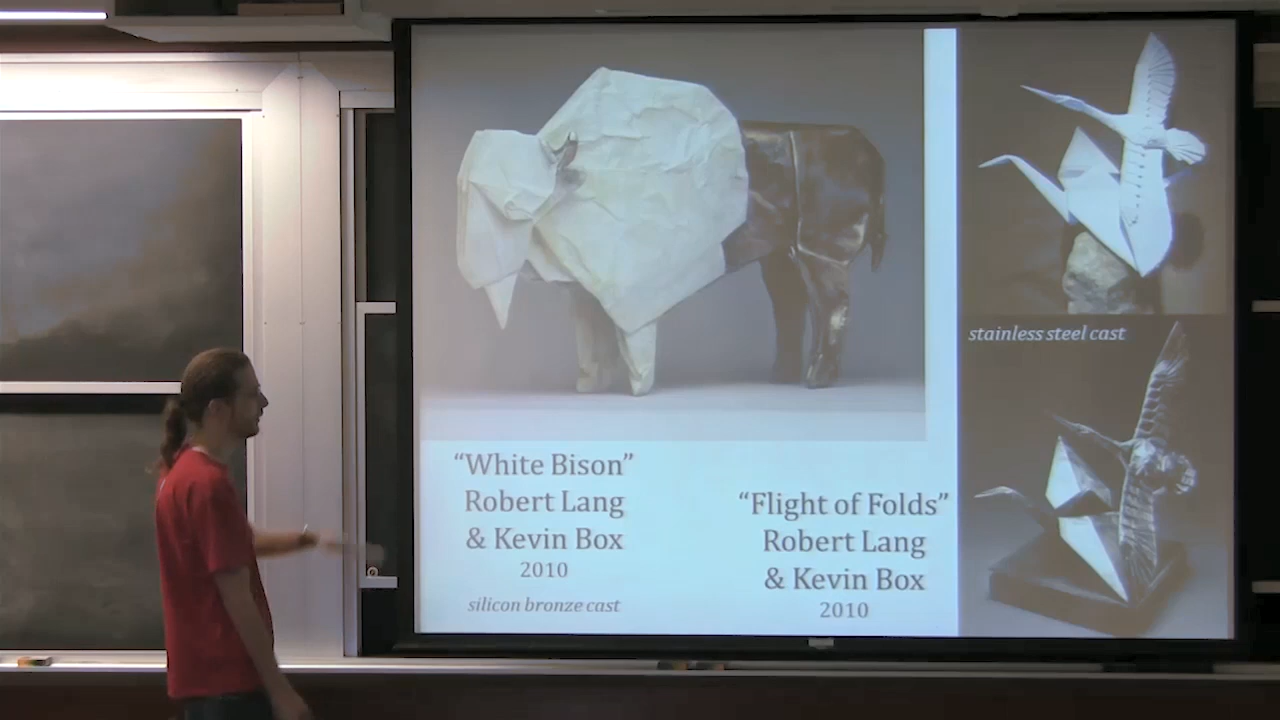 “White Bison”
Robert Lang
& Kevin Box
2010
silicon bronze cast
“Flight of Folds”
Robert Lang
& Kevin Box
2010
stainless steel cast